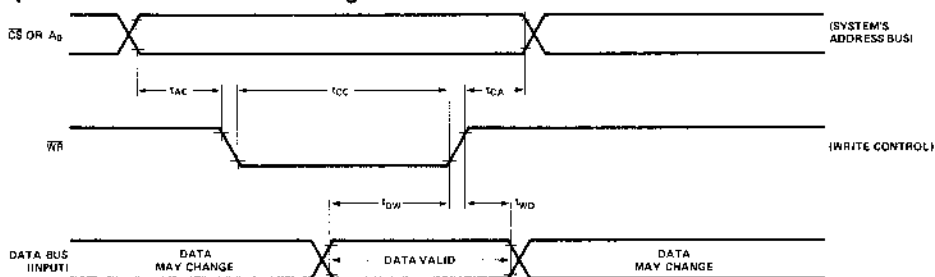 CS OR A0
(SYSTEM'S
ADDRESS BUS)
tAC
tCC
tCA
WR
(WRITE CONTROL)
tDW
tWD
DATA BUS
(INPUT)
DATA
MAY CHANGE
DATA VALID
DATA
MAY CHANGE